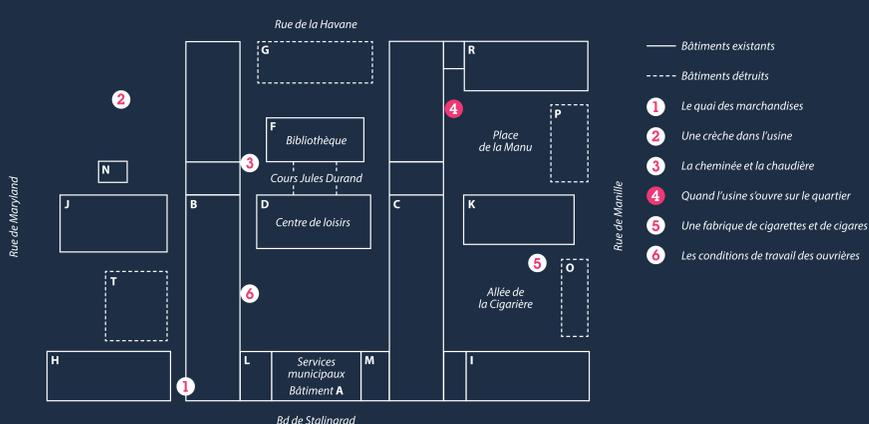 Rue de la Havane
G
R
Bâtiments existants
Bâtiments détruits
2
4
1
Le quai des marchandises
P
F
Bibliothèque
Place
de la Manu
2
Une crèche dans l'usine
N
3
Cours Jules Durand
3
La cheminée et la chaudière
Rue de Maryland
J
B
D
Centre de loisirs
C
K
Rue de Manille
4
Quand l'usine s'ouvre sur le quartier
5
Une fabrique de cigarettes et de cigares
T
6
5
O
Allée de
la Cigarière
6
Les conditions de travail des ouvrières
H
1
L
Services
municipaux
Bâtiment A
M
I
Bd de Stalingrad